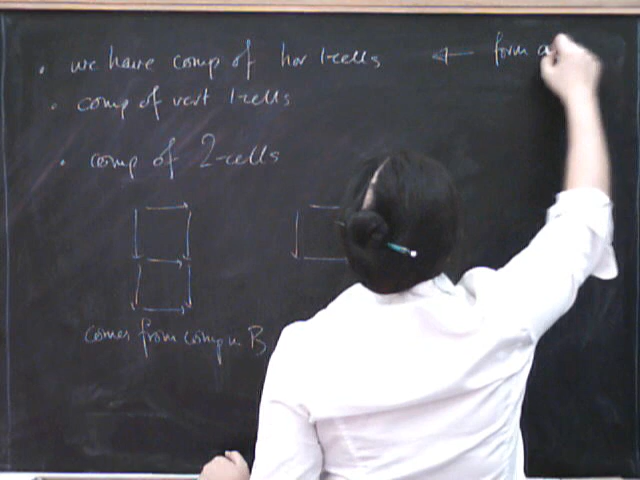 • we have comp of hor 1-cells ← form a
• comp of vert 1-cells
• comp of 2-cells
comes from comp in B